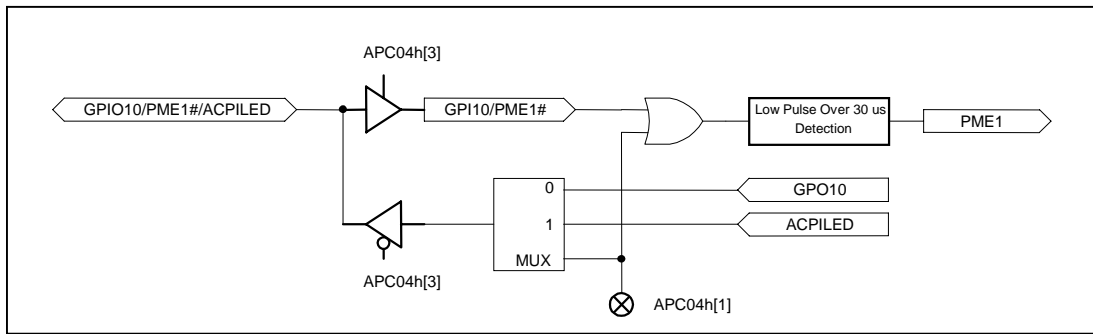 APC04h[3]
GPIO10/PME1#/ACPILED
GPI10/PME1#
Low Pulse Over 30 us
Detection
PME1
0
GPO10
1
ACPILED
MUX
APC04h[3]
APC04h[1]